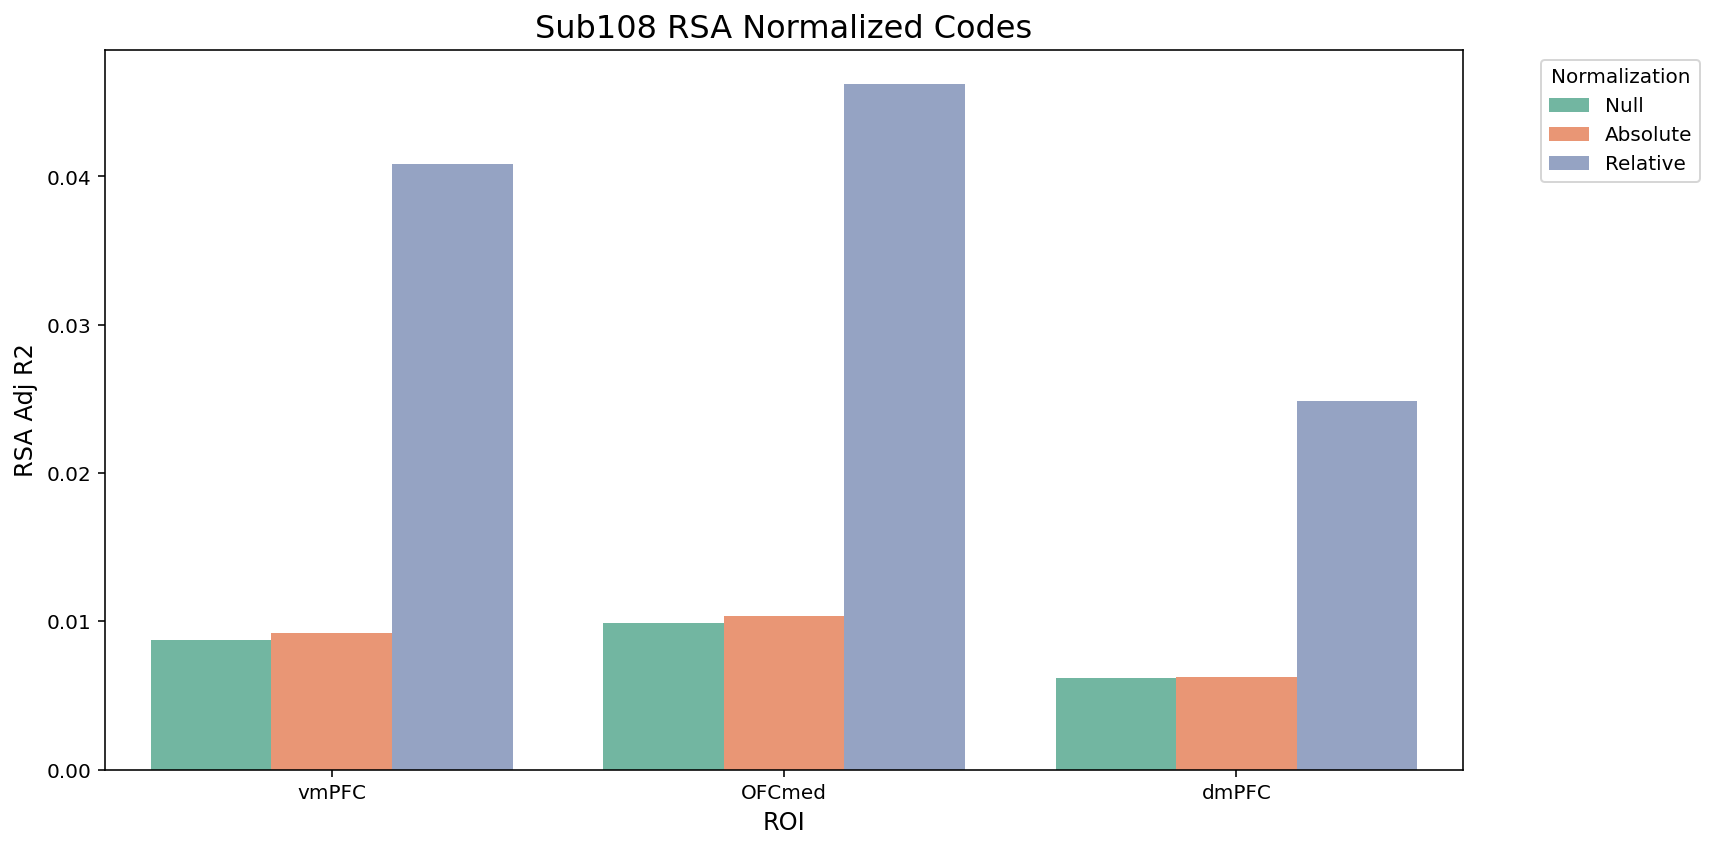 Sub108 RSA Normalized Codes
Normalization
Null
Absolute
Relative
RSA Adj R2
0.04
0.03
0.02
0.01
0.00
vmPFC
OFCmed
dmPFC
ROI